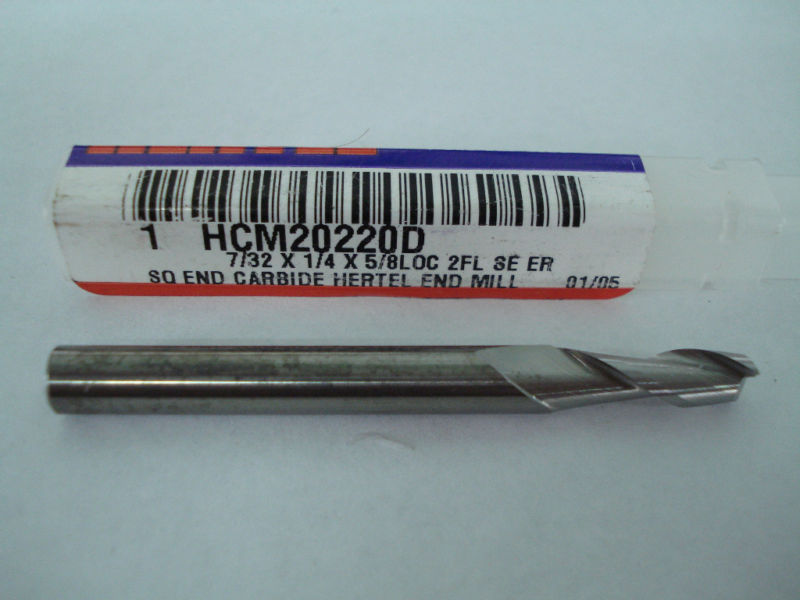 1 HCM20220D
7/32 X 1/4 X 5/8LOC 2FL SE ER
SQ END CARBIDE HERTEL END MILL 01/05